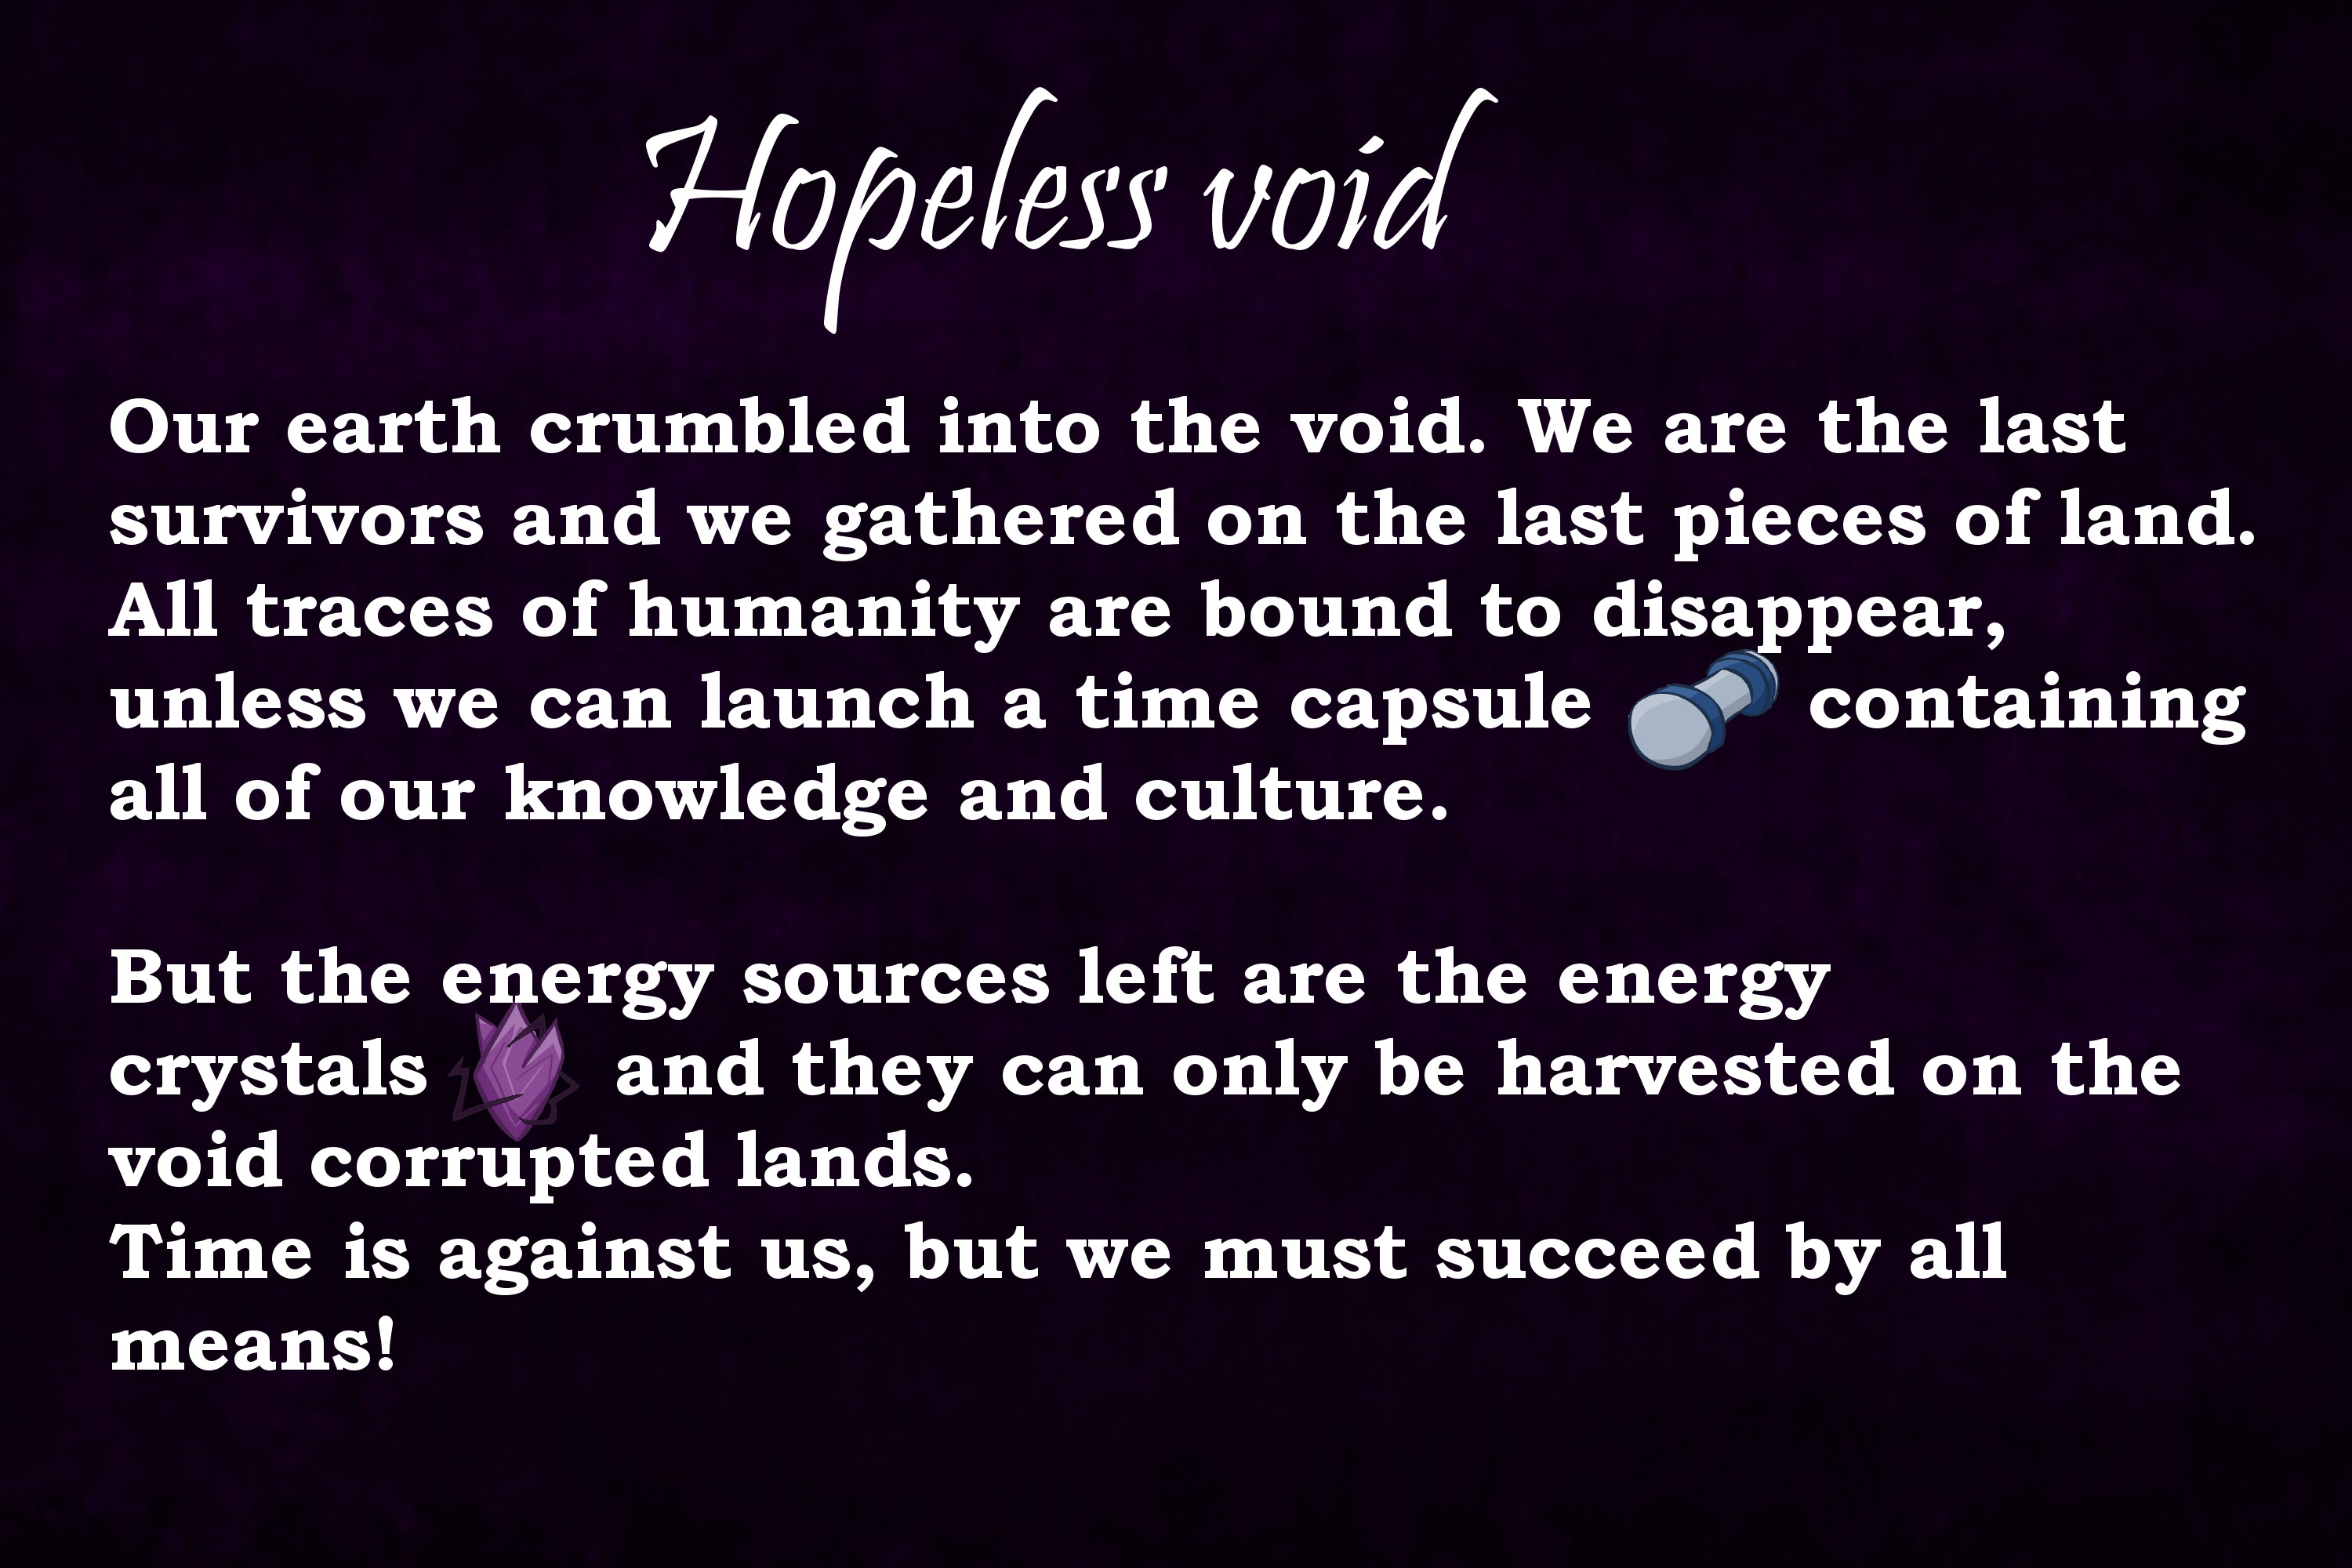 Hopeless void
Our earth crumbled into the void. We are the last
survivors and we gathered on the last pieces of land.
All traces of humanity are bound to disappear,
unless we can launch a time capsule containing
all of our knowledge and culture.
But the energy sources left are the energy
crystals and they can only be harvested on the
void corrupted lands.
Time is against us, but we must succeed by all
means!